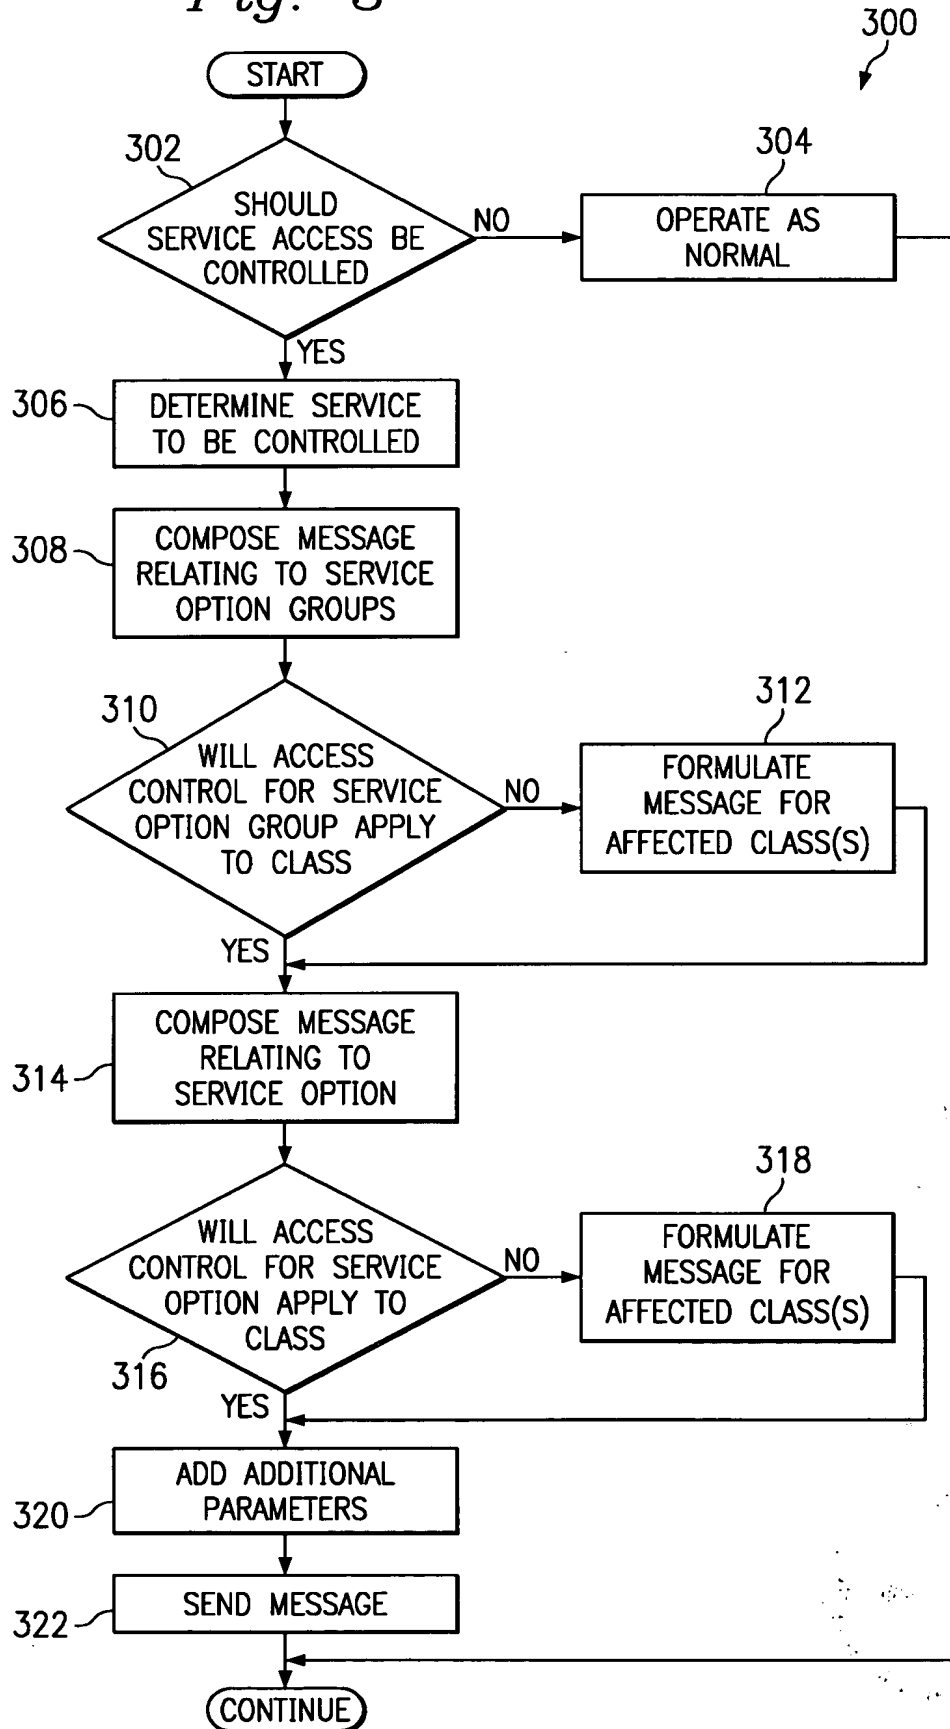 Fig. 3
300
START
302
SHOULD
SERVICE ACCESS BE
CONTROLLED
NO
304
OPERATE AS
NORMAL
YES
306
DETERMINE SERVICE
TO BE CONTROLLED
308
COMPOSE MESSAGE
RELATING TO SERVICE
OPTION GROUPS
310
WILL ACCESS
CONTROL FOR SERVICE
OPTION GROUP APPLY
TO CLASS
NO
312
FORMULATE
MESSAGE FOR
AFFECTED CLASS(S)
YES
314
COMPOSE MESSAGE
RELATING TO
SERVICE OPTION
316
WILL ACCESS
CONTROL FOR SERVICE
OPTION APPLY TO
CLASS
NO
318
FORMULATE
MESSAGE FOR
AFFECTED CLASS(S)
YES
320
ADD ADDITIONAL
PARAMETERS
322
SEND MESSAGE
CONTINUE